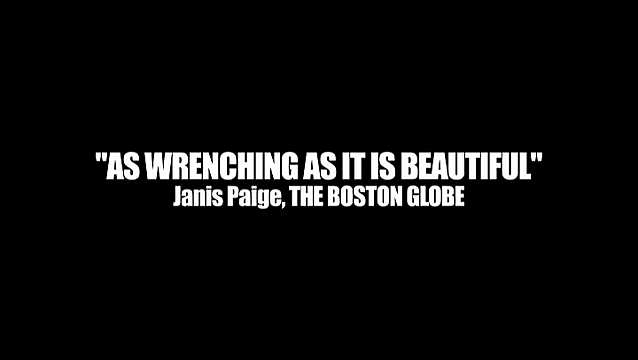 "AS WRENCHING AS IT IS BEAUTIFUL"
Janis Paige, THE BOSTON GLOBE